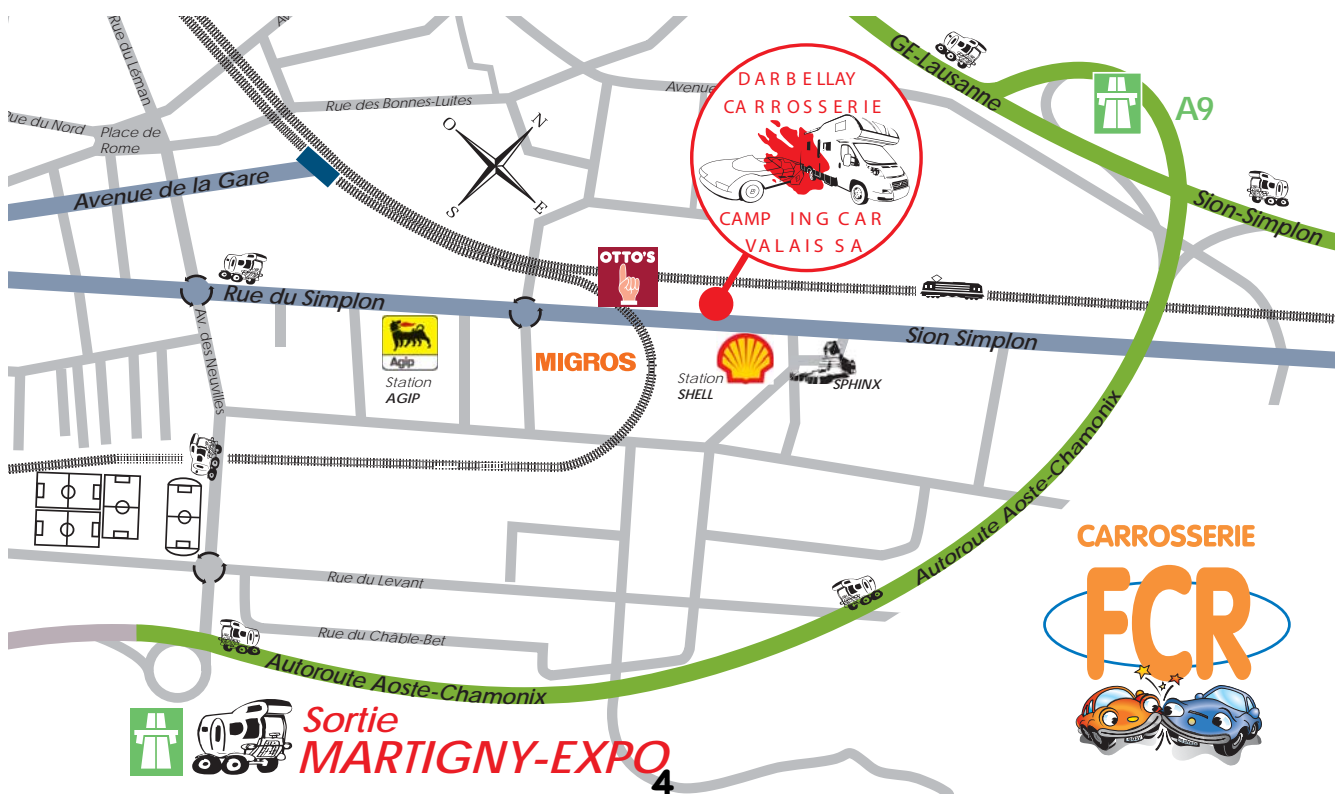 Rue du Léman
GE-Lausanne
DARBELLAY
CARROSSERIE
CAMP ING CAR
VALAIS SA
Avenue
A9
Rue des Bonnes-Luites
Place de
Rome
N
O
S
E
Avenue de la Gare
Sion-Simplon
OTTO'S
Rue du Simplon
Sion Simplon
Av. des Neuvilles
Agip
Station
AGIP
MIGROS
Station
SHELL
SPHINX
Autoroute Aoste-Chamonix
CARROSSERIE
FCR
Rue du Levant
Rue du Châble-Bet
Autoroute Aoste-Chamonix
Sortie
MARTIGNY-EXPO
4